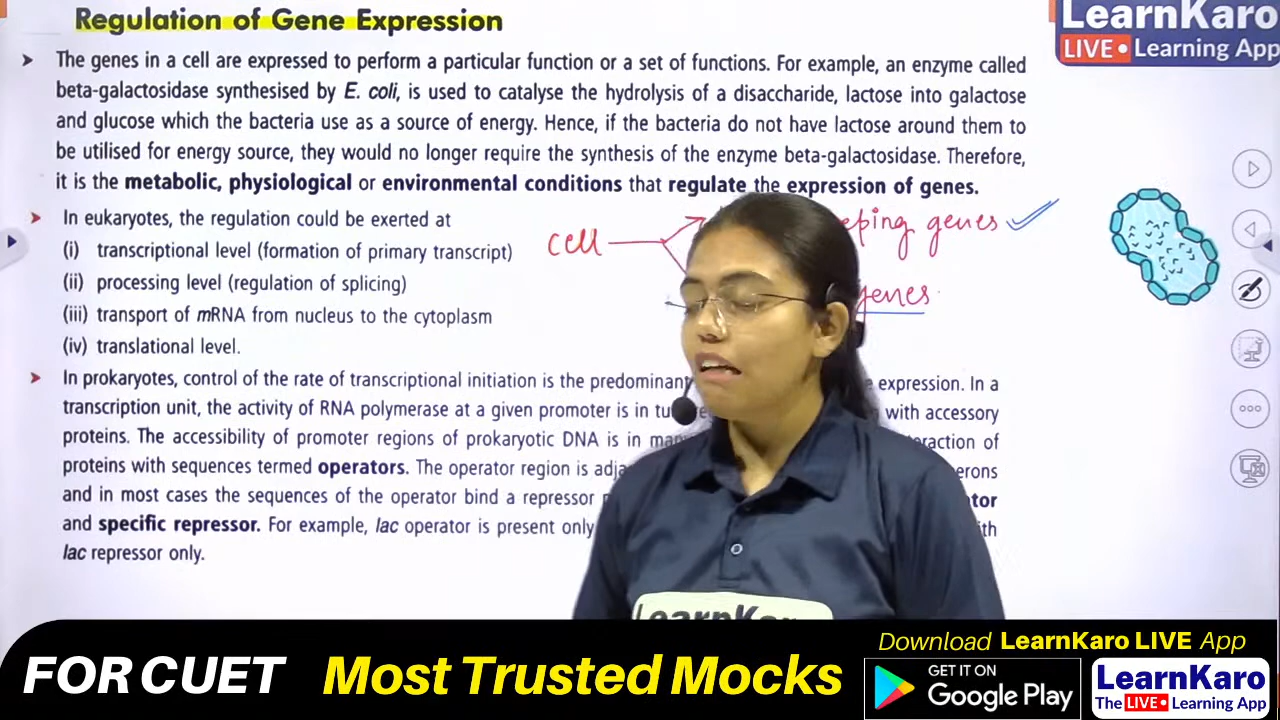 Regulation of Gene Expression
LearnKaro
LIVE • Learning App
➤ The genes in a cell are expressed to perform a particular function or a set of functions. For example, an enzyme called
beta-galactosidase synthesised by E. coli, is used to catalyse the hydrolysis of a disaccharide, lactose into galactose
and glucose which the bacteria use as a source of energy. Hence, if the bacteria do not have lactose around them to
be utilised for energy source, they would no longer require the synthesis of the enzyme beta-galactosidase. Therefore,
it is the metabolic, physiological or environmental conditions that regulate the expression of genes.
➤ In eukaryotes, the regulation could be exerted at
(i) transcriptional level (formation of primary transcript)
(ii) processing level (regulation of splicing)
(iii) transport of mRNA from nucleus to the cytoplasm
(iv) translational level.
cell
genes
genes.
➤ In prokaryotes, control of the rate of transcriptional initiation is the predominant expression. In a
transcription unit, the activity of RNA polymerase at a given promoter is in with accessory
proteins. The accessibility of promoter regions of prokaryotic DNA is in of
proteins with sequences termed operators. The operator region is
and in most cases the sequences of the operator bind a repressor
and specific repressor. For example, lac operator is present only
lac repressor only.
LearnKaro
FOR CUET Most Trusted Mocks
Download LearnKaro LIVE App
GET IT ON
Google Play
LearnKaro
The LIVE • Learning App